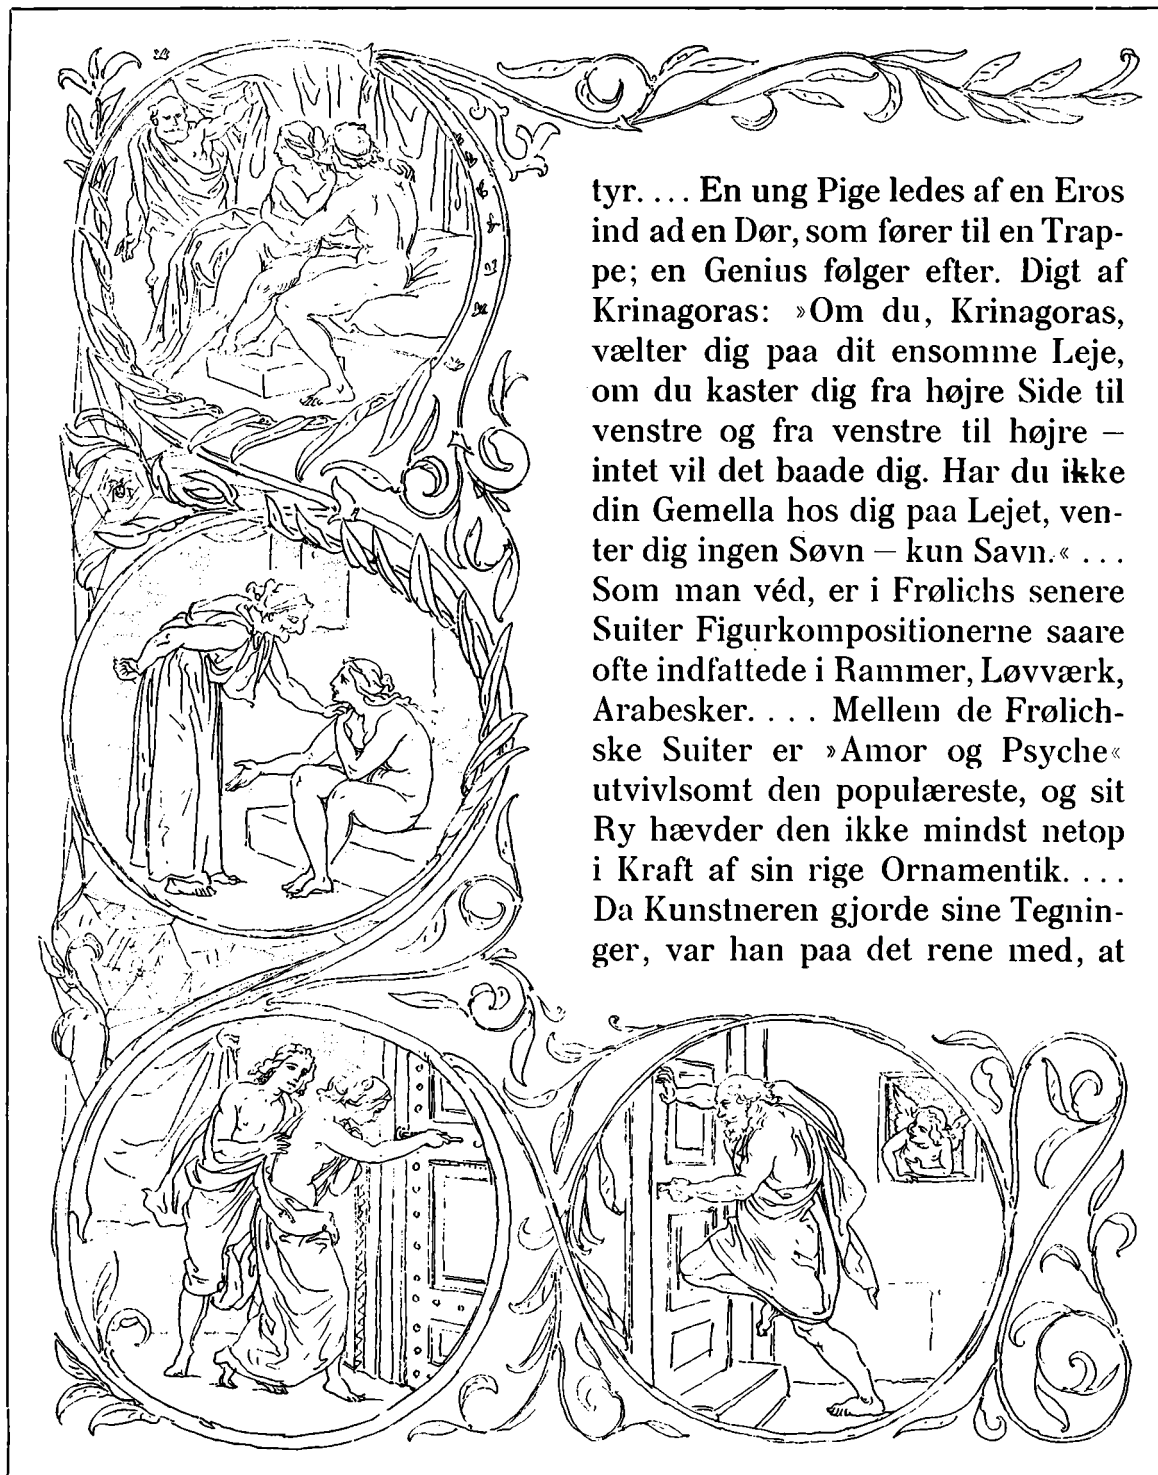 tyr. . . . En ung Pige ledes af en Eros
ind ad en Dør, som fører til en Trap-
pe; en Genius følger efter. Digt af
Krinagoras: »Om du, Krinagoras,
vælter dig paa dit ensomme Leje,
om du kaster dig fra højre Side til
venstre og fra venstre til højre —
intet vil det baade dig. Har du ikke
din Gemella hos dig paa Lejet, ven-
ter dig ingen Søvn — kun Savn.« . . .
Som man véd, er i Frølichs senere
Suiter Figurkompositionerne saare
ofte indfattede i Rammer, Løvværk,
Arabesker. . . . Mellem de Frølich-
ske Suiter er »Amor og Psyche«
utvivlsomt den populæreste, og sit
Ry hævder den ikke mindst netop
i Kraft af sin rige Ornamentik. . . .
Da Kunstneren gjorde sine Tegnin-
ger, var han paa det rene med, at